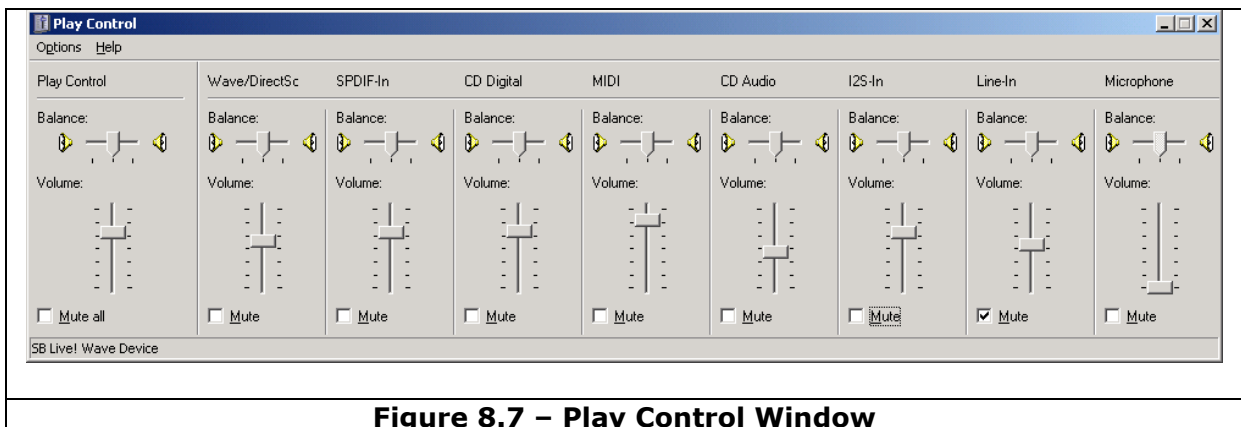 Play Control
Options Help
Play Control Wave/DirectSc SPDIF-In CD Digital MIDI CD Audio I2S-In Line-In Microphone
Balance: Balance: Balance: Balance: Balance: Balance: Balance: Balance: Balance:
Volume: Volume: Volume: Volume: Volume: Volume: Volume: Volume: Volume:
Mute all Mute Mute Mute Mute Mute Mute Mute Mute
SB Live! Wave Device
Figure 8.7 – Play Control Window